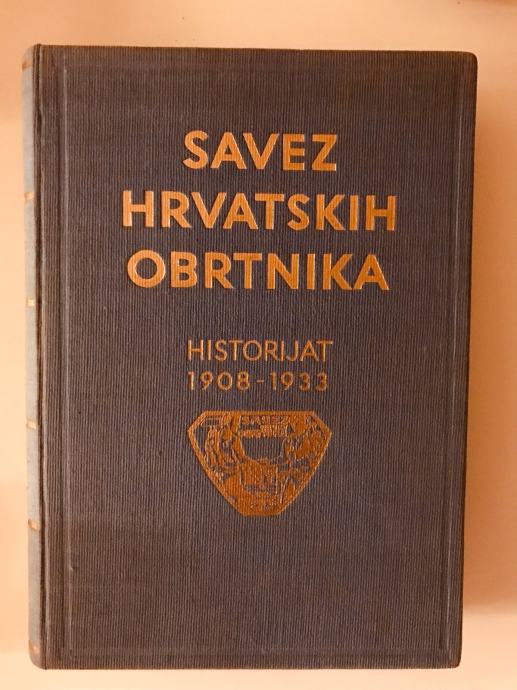 SAVEZ
HRVATSKIH
OBRTNIKA
HISTORIJAT
1908-1933